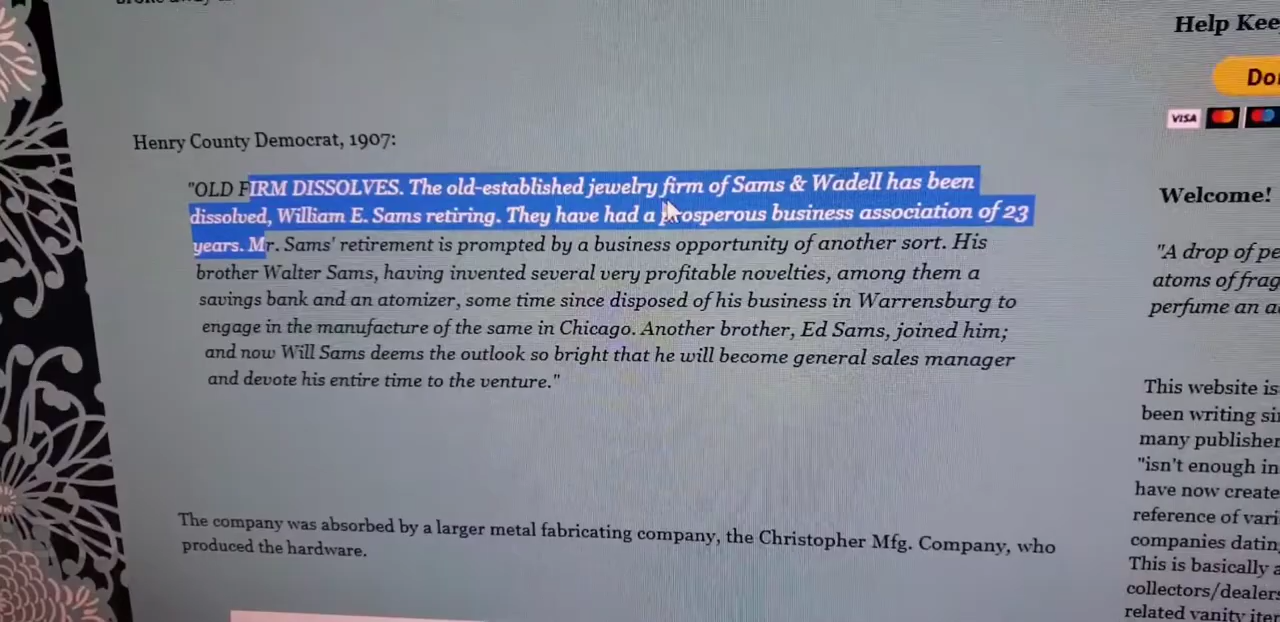 Henry County Democrat, 1907:
"OLD FIRM DISSOLVES. The old-established jewelry firm of Sams & Wadell has been
dissolved, William E. Sams retiring. They have had a prosperous business association of 23
years. Mr. Sams' retirement is prompted by a business opportunity of another sort. His
brother Walter Sams, having invented several very profitable novelties, among them a
savings bank and an atomizer, some time since disposed of his business in Warrensburg to
engage in the manufacture of the same in Chicago. Another brother, Ed Sams, joined him;
and now Will Sams deems the outlook so bright that he will become general sales manager
and devote his entire time to the venture."
The company was absorbed by a larger metal fabricating company, the Christopher Mfg. Company, who
produced the hardware.
Help Kee
Do
VISA
Welcome!
"A drop of pe
atoms of frag
perfume an a
This website is
been writing si
many publisher
"isn't enough in
have now create
reference of vari
companies dating
This is basically a
collectors/dealers
related vanity ite